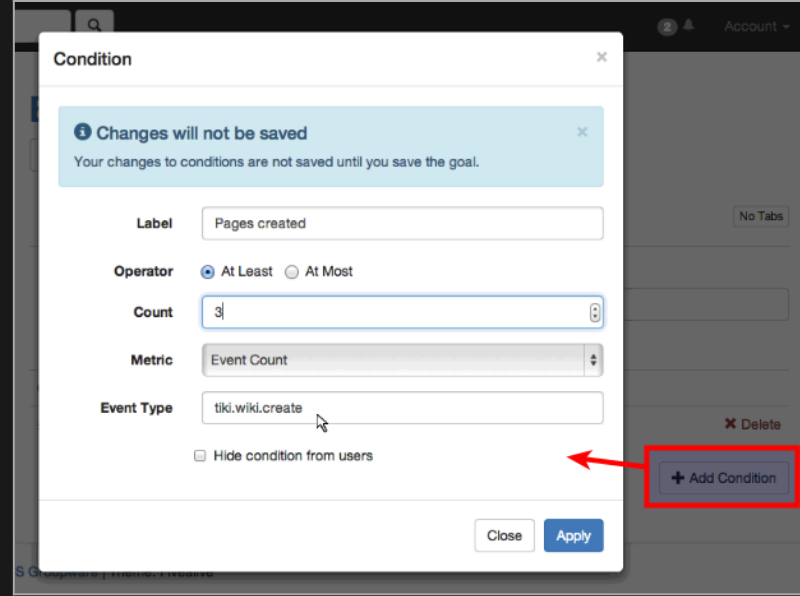 2
Account
Condition
×
Changes will not be saved
×
Your changes to conditions are not saved until you save the goal.
No Tabs
Label
Pages created
Operator
At Least
At Most
Count
3
Metric
Event Count
Event Type
tiki.wiki.create
Delete
Hide condition from users
Add Condition
Close
Apply
S Groupware | Theme: Fivealive